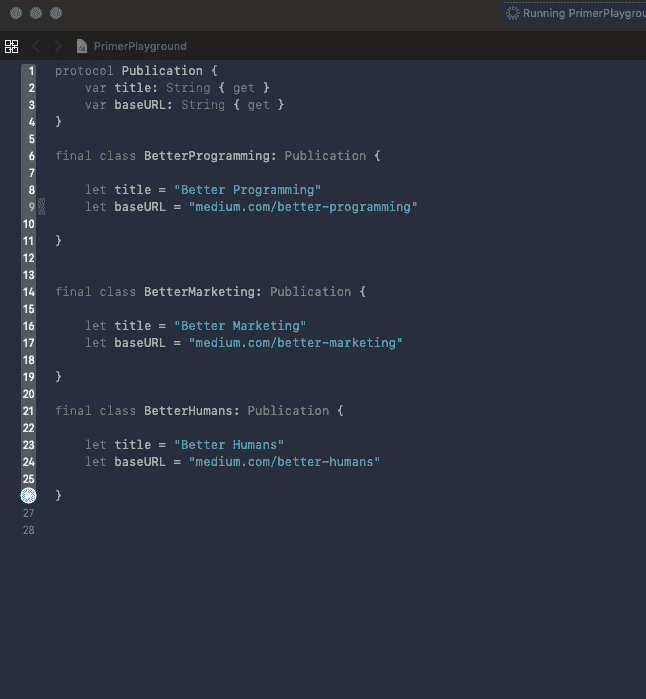 Running PrimerPlaygrou
PrimerPlayground
1 protocol Publication {
2     var title: String { get }
3     var baseURL: String { get }
4 }
5
6 final class BetterProgramming: Publication {
7
8     let title = "Better Programming"
9     let baseURL = "medium.com/better-programming"
10
11 }
12
13
14 final class BetterMarketing: Publication {
15
16     let title = "Better Marketing"
17     let baseURL = "medium.com/better-marketing"
18
19 }
20
21 final class BetterHumans: Publication {
22
23     let title = "Better Humans"
24     let baseURL = "medium.com/better-humans"
25
}
27
28